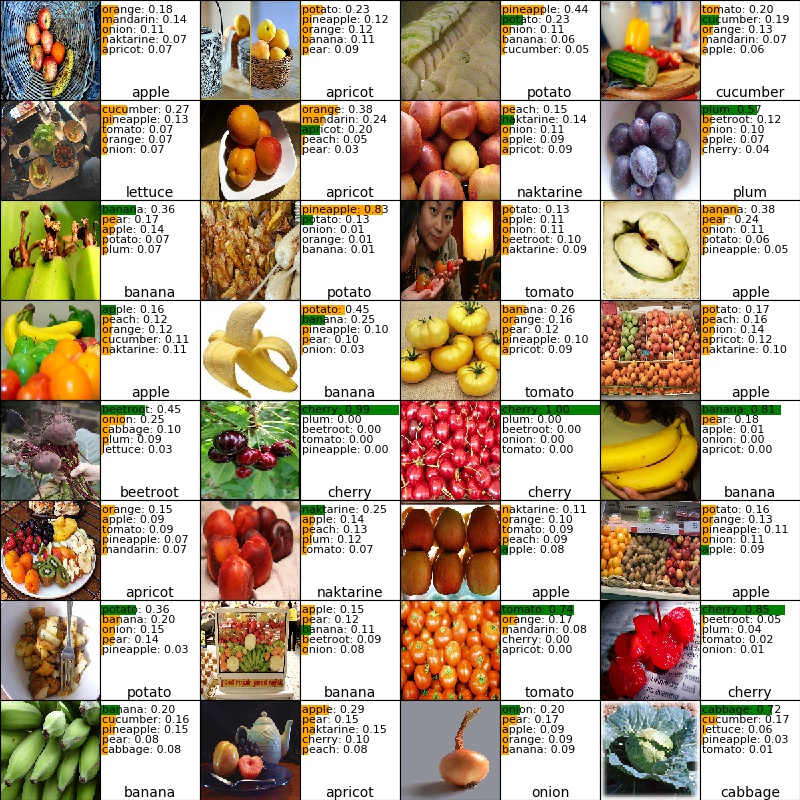 orange: 0.18
mandarin: 0.14
onion: 0.11
naktarine: 0.07
apricot: 0.07
apple
potato: 0.23
pineapple: 0.12
orange: 0.12
banana: 0.11
pear: 0.09
apricot
pineapple: 0.44
potato: 0.23
onion: 0.11
banana: 0.06
cucumber: 0.05
potato
tomato: 0.20
cucumber: 0.19
orange: 0.13
mandarin: 0.07
apple: 0.06
cucumber
cucumber: 0.27
pineapple: 0.13
tomato: 0.07
orange: 0.07
onion: 0.07
lettuce
orange: 0.38
mandarin: 0.24
apricot: 0.20
peach: 0.05
pear: 0.03
apricot
peach: 0.15
naktarine: 0.14
onion: 0.11
apple: 0.09
apricot: 0.09
naktarine
plum: 0.57
beetroot: 0.12
onion: 0.10
apple: 0.07
cherry: 0.04
plum
banana: 0.36
pear: 0.17
apple: 0.14
potato: 0.07
plum: 0.07
banana
pineapple: 0.83
potato: 0.13
onion: 0.01
orange: 0.01
banana: 0.01
potato
potato: 0.13
apple: 0.11
onion: 0.11
beetroot: 0.10
naktarine: 0.09
tomato
banana: 0.38
pear: 0.24
onion: 0.11
potato: 0.06
pineapple: 0.05
apple
apple: 0.16
peach: 0.12
orange: 0.12
cucumber: 0.11
naktarine: 0.11
apple
potato: 0.45
banana: 0.25
pineapple: 0.10
pear: 0.10
onion: 0.03
banana
banana: 0.26
orange: 0.16
pear: 0.12
pineapple: 0.10
apricot: 0.09
tomato
potato: 0.17
peach: 0.16
onion: 0.14
apricot: 0.12
naktarine: 0.10
apple
beetroot: 0.45
onion: 0.25
cabbage: 0.10
plum: 0.09
lettuce: 0.03
beetroot
cherry: 0.99
plum: 0.00
beetroot: 0.00
tomato: 0.00
pineapple: 0.00
cherry
cherry: 1.00
plum: 0.00
beetroot: 0.00
onion: 0.00
tomato: 0.00
cherry
banana: 0.81
pear: 0.18
apple: 0.01
onion: 0.00
apricot: 0.00
banana
orange: 0.15
apple: 0.09
tomato: 0.09
pineapple: 0.07
mandarin: 0.07
apricot
naktarine: 0.25
apple: 0.14
peach: 0.13
plum: 0.12
tomato: 0.07
naktarine
naktarine: 0.11
orange: 0.10
tomato: 0.09
peach: 0.09
apple: 0.08
apple
potato: 0.16
orange: 0.13
pineapple: 0.11
onion: 0.11
apple: 0.09
apple
potato: 0.36
banana: 0.20
onion: 0.15
pear: 0.14
pineapple: 0.03
potato
apple: 0.15
pear: 0.12
banana: 0.11
beetroot: 0.09
onion: 0.08
banana
tomato: 0.74
orange: 0.17
mandarin: 0.08
cherry: 0.00
apricot: 0.00
tomato
cherry: 0.85
beetroot: 0.05
plum: 0.04
tomato: 0.02
onion: 0.01
cherry
banana: 0.20
cucumber: 0.16
pineapple: 0.15
pear: 0.08
cabbage: 0.08
banana
apple: 0.29
pear: 0.15
naktarine: 0.15
cherry: 0.10
peach: 0.08
apricot
onion: 0.20
pear: 0.17
apple: 0.09
orange: 0.09
banana: 0.09
onion
cabbage: 0.72
cucumber: 0.17
lettuce: 0.06
pineapple: 0.03
tomato: 0.01
cabbage